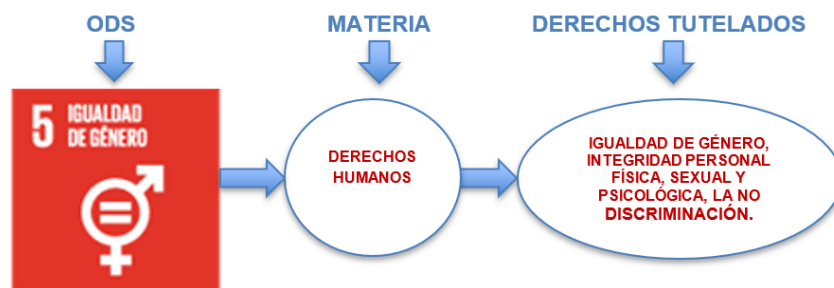 ODS
MATERIA
DERECHOS TUTELADOS
5 IGUALDAD
DE GÉNERO
DERECHOS
HUMANOS
IGUALDAD DE GÉNERO,
INTEGRIDAD PERSONAL
FÍSICA, SEXUAL Y
PSICOLÓGICA, LA NO
DISCRIMINACIÓN.